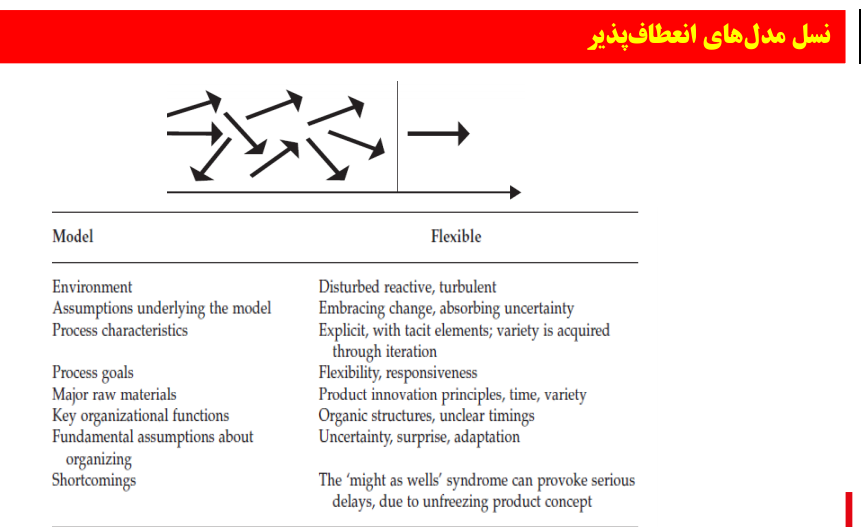 نسل مدل‌های انعطاف‌پذیر
Model Flexible
Environment Disturbed reactive, turbulent
Assumptions underlying the model Embracing change, absorbing uncertainty
Process characteristics Explicit, with tacit elements; variety is acquired
through iteration
Process goals Flexibility, responsiveness
Major raw materials Product innovation principles, time, variety
Key organizational functions Organic structures, unclear timings
Fundamental assumptions about Uncertainty, surprise, adaptation
organizing
Shortcomings The ‘might as wells’ syndrome can provoke serious
delays, due to unfreezing product concept